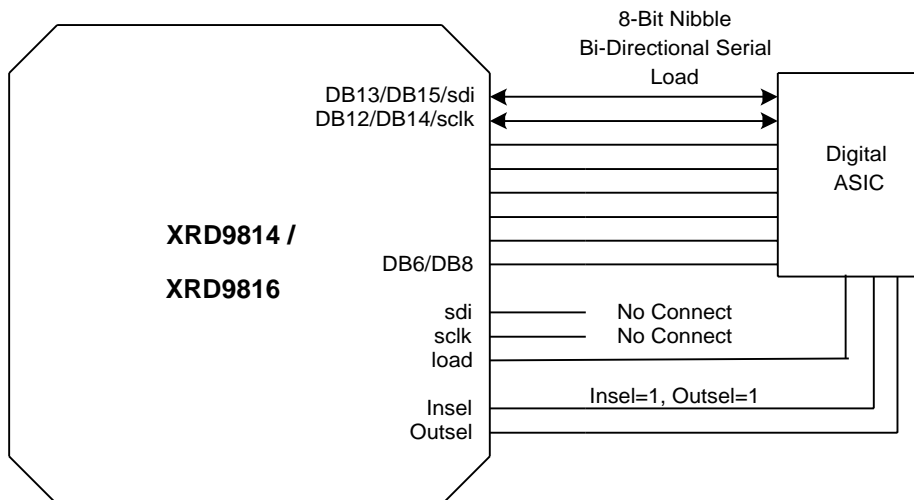 8-Bit Nibble
Bi-Directional Serial
Load
DB13/DB15/sdi
DB12/DB14/sclk
Digital
ASIC
XRD9814 /
XRD9816
DB6/DB8
sdi
No Connect
sclk
No Connect
load
Insel
Insel=1, Outsel=1
Outsel